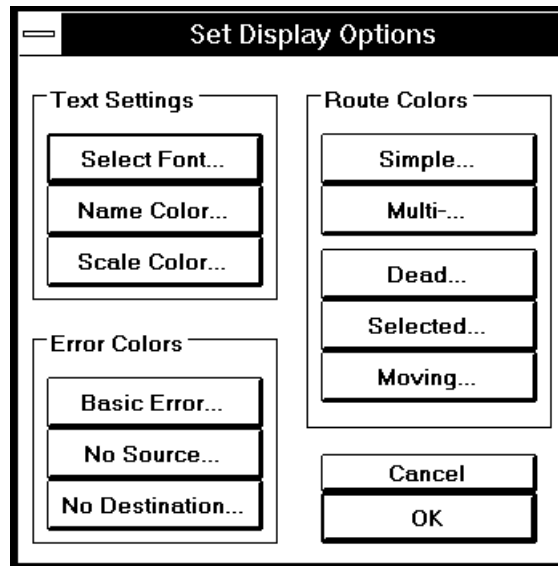 Set Display Options
Text Settings
Select Font...
Name Color...
Scale Color...
Error Colors
Basic Error...
No Source...
No Destination...
Route Colors
Simple...
Multi-...
Dead...
Selected...
Moving...
Cancel
OK